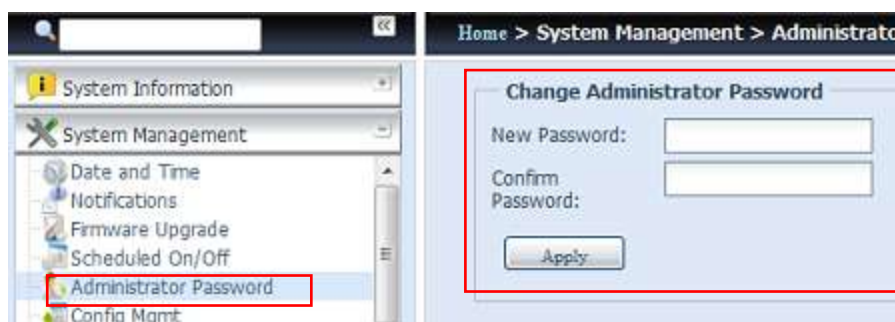 Home > System Management > Administrato
System Information
System Management
Date and Time
Notifications
Firmware Upgrade
Scheduled On/Off
Administrator Password
Config Mgmt
Change Administrator Password
New Password:
Confirm
Password:
Apply